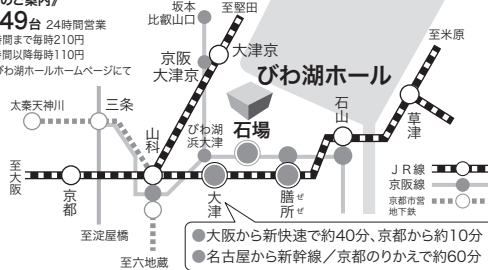 のご案内》
49台 24時間営業
時間まで毎時210円
時間以降毎時110円
びわ湖ホールホームページにて
坂本
比叡山口
至堅田
京阪
大津京
大津京
びわ湖ホール
至米原
太秦天神川
三条
山科
びわ湖
浜大津
石場
石山
草津
至大阪
京都
大津
膳所
ぜぜ
至淀屋橋
至六地蔵
JR線
京阪線
京都市営
地下鉄
●大阪から新快速で約40分、京都から約10分
●名古屋から新幹線／京都のりかえで約60分